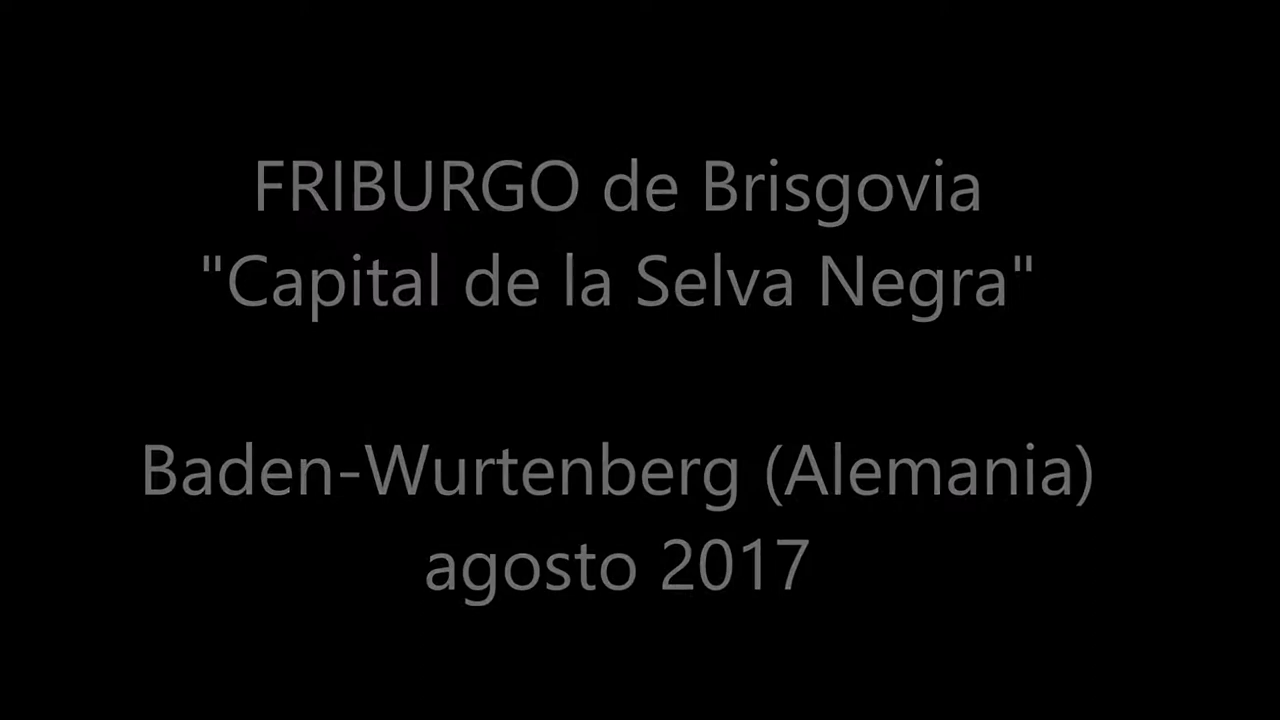 FRIBURGO de Brisgovia
"Capital de la Selva Negra"
Baden-Wurtenberg (Alemania)
agosto 2017